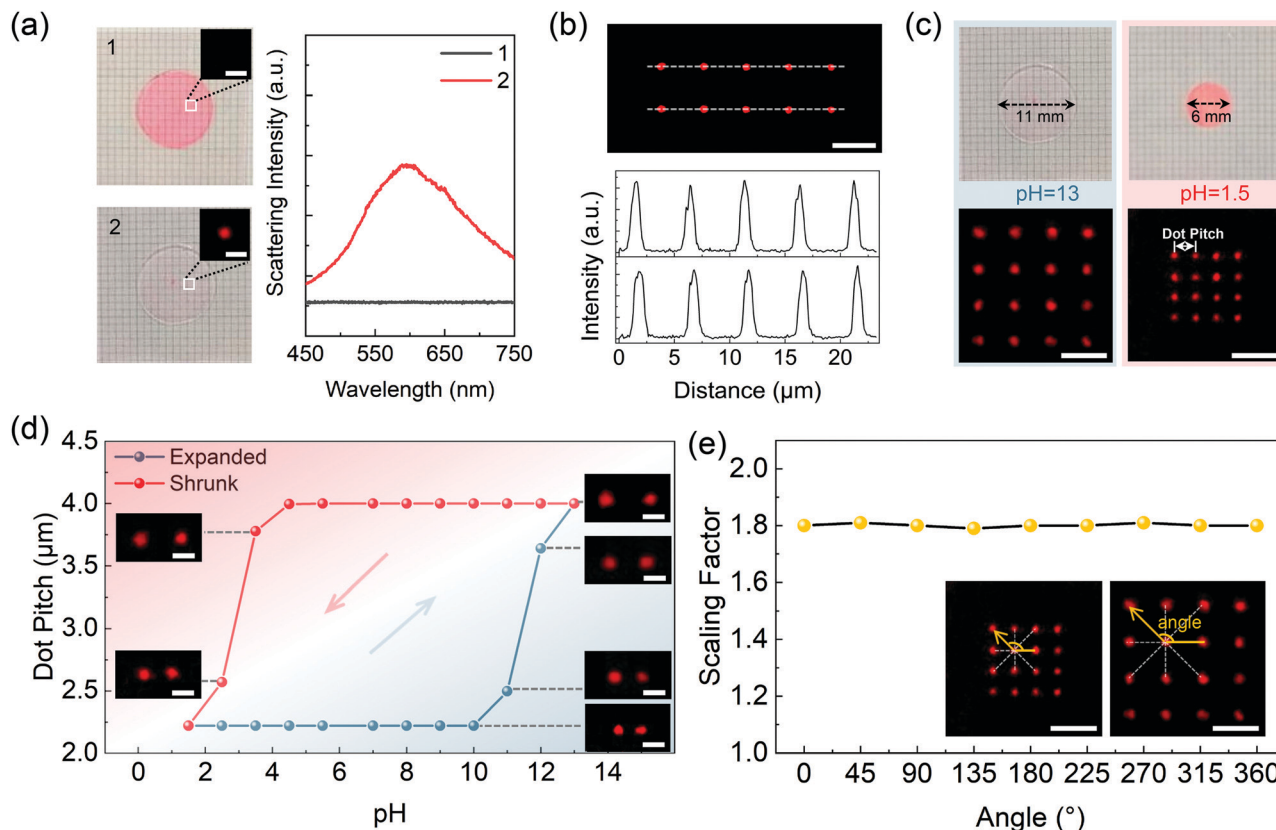 (a)
1
2
Scattering Intensity (a.u.)
1
2
450 550 650 750
Wavelength (nm)
(b)
Intensity (a.u.)
0 5 10 15 20
Distance (µm)
(c)
11 mm
6 mm
pH=13
pH=1.5
Dot Pitch
(d)
Dot Pitch (µm)
4.5
4.0
3.5
3.0
2.5
2.0
Expanded
Shrunk
0 2 4 6 8 10 12 14
pH
(e)
Scaling Factor
2.0
1.8
1.6
1.4
1.2
1.0
angle
0 45 90 135 180 225 270 315 360
Angle (°)